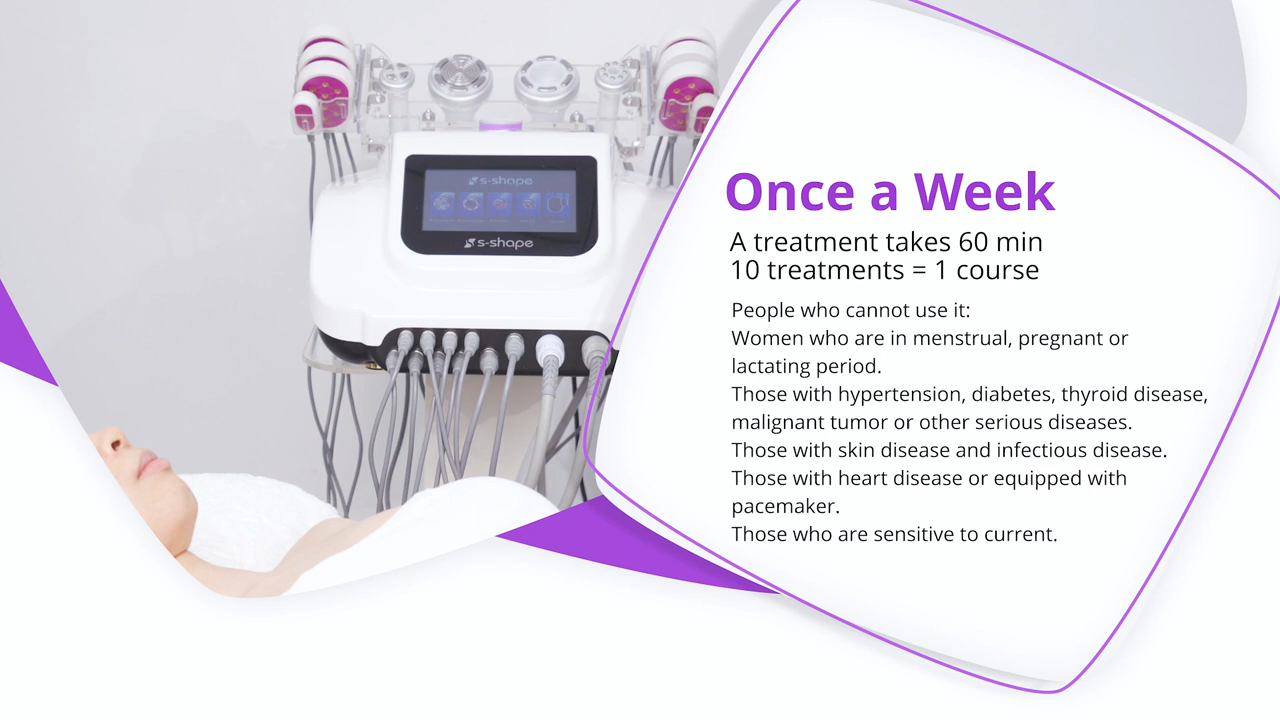 s-shape
s-shape
Once a Week
A treatment takes 60 min
10 treatments = 1 course
People who cannot use it:
Women who are in menstrual, pregnant or
lactating period.
Those with hypertension, diabetes, thyroid disease,
malignant tumor or other serious diseases.
Those with skin disease and infectious disease.
Those with heart disease or equipped with
pacemaker.
Those who are sensitive to current.